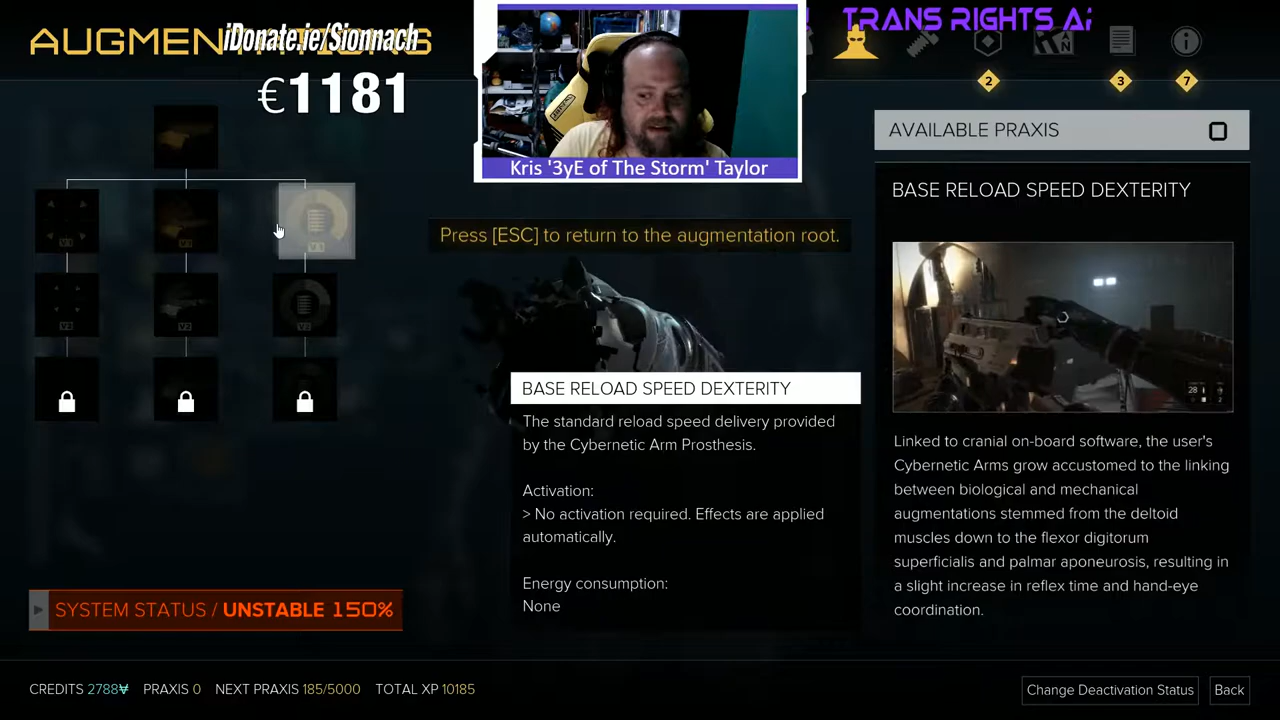 AUGMEN
iDonate.ie/Sionnach
€1181
TRANS RIGHTS Ai
2
3
7
Kris '3yE of The Storm' Taylor
AVAILABLE PRAXIS
BASE RELOAD SPEED DEXTERITY
Press [ESC] to return to the augmentation root.
V2
28
BASE RELOAD SPEED DEXTERITY
The standard reload speed delivery provided
by the Cybernetic Arm Prosthesis.
Activation:
> No activation required. Effects are applied
automatically.
Energy consumption:
None
Linked to cranial on-board software, the user's
Cybernetic Arms grow accustomed to the linking
between biological and mechanical
augmentations stemmed from the deltoid
muscles down to the flexor digitorum
superficialis and palmar aponeurosis, resulting in
a slight increase in reflex time and hand-eye
coordination.
SYSTEM STATUS / UNSTABLE 150%
CREDITS 2788 PRAXIS 0 NEXT PRAXIS 185/5000 TOTAL XP 10185
Change Deactivation Status
Back